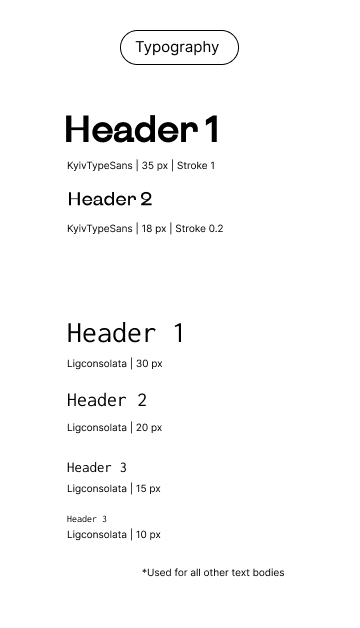 Typography
Header 1
KyivTypeSans | 35 px | Stroke 1
Header 2
KyivTypeSans | 18 px | Stroke 0.2
Header 1
Ligconsolata | 30 px
Header 2
Ligconsolata | 20 px
Header 3
Ligconsolata | 15 px
Header 3
Ligconsolata | 10 px
*Used for all other text bodies